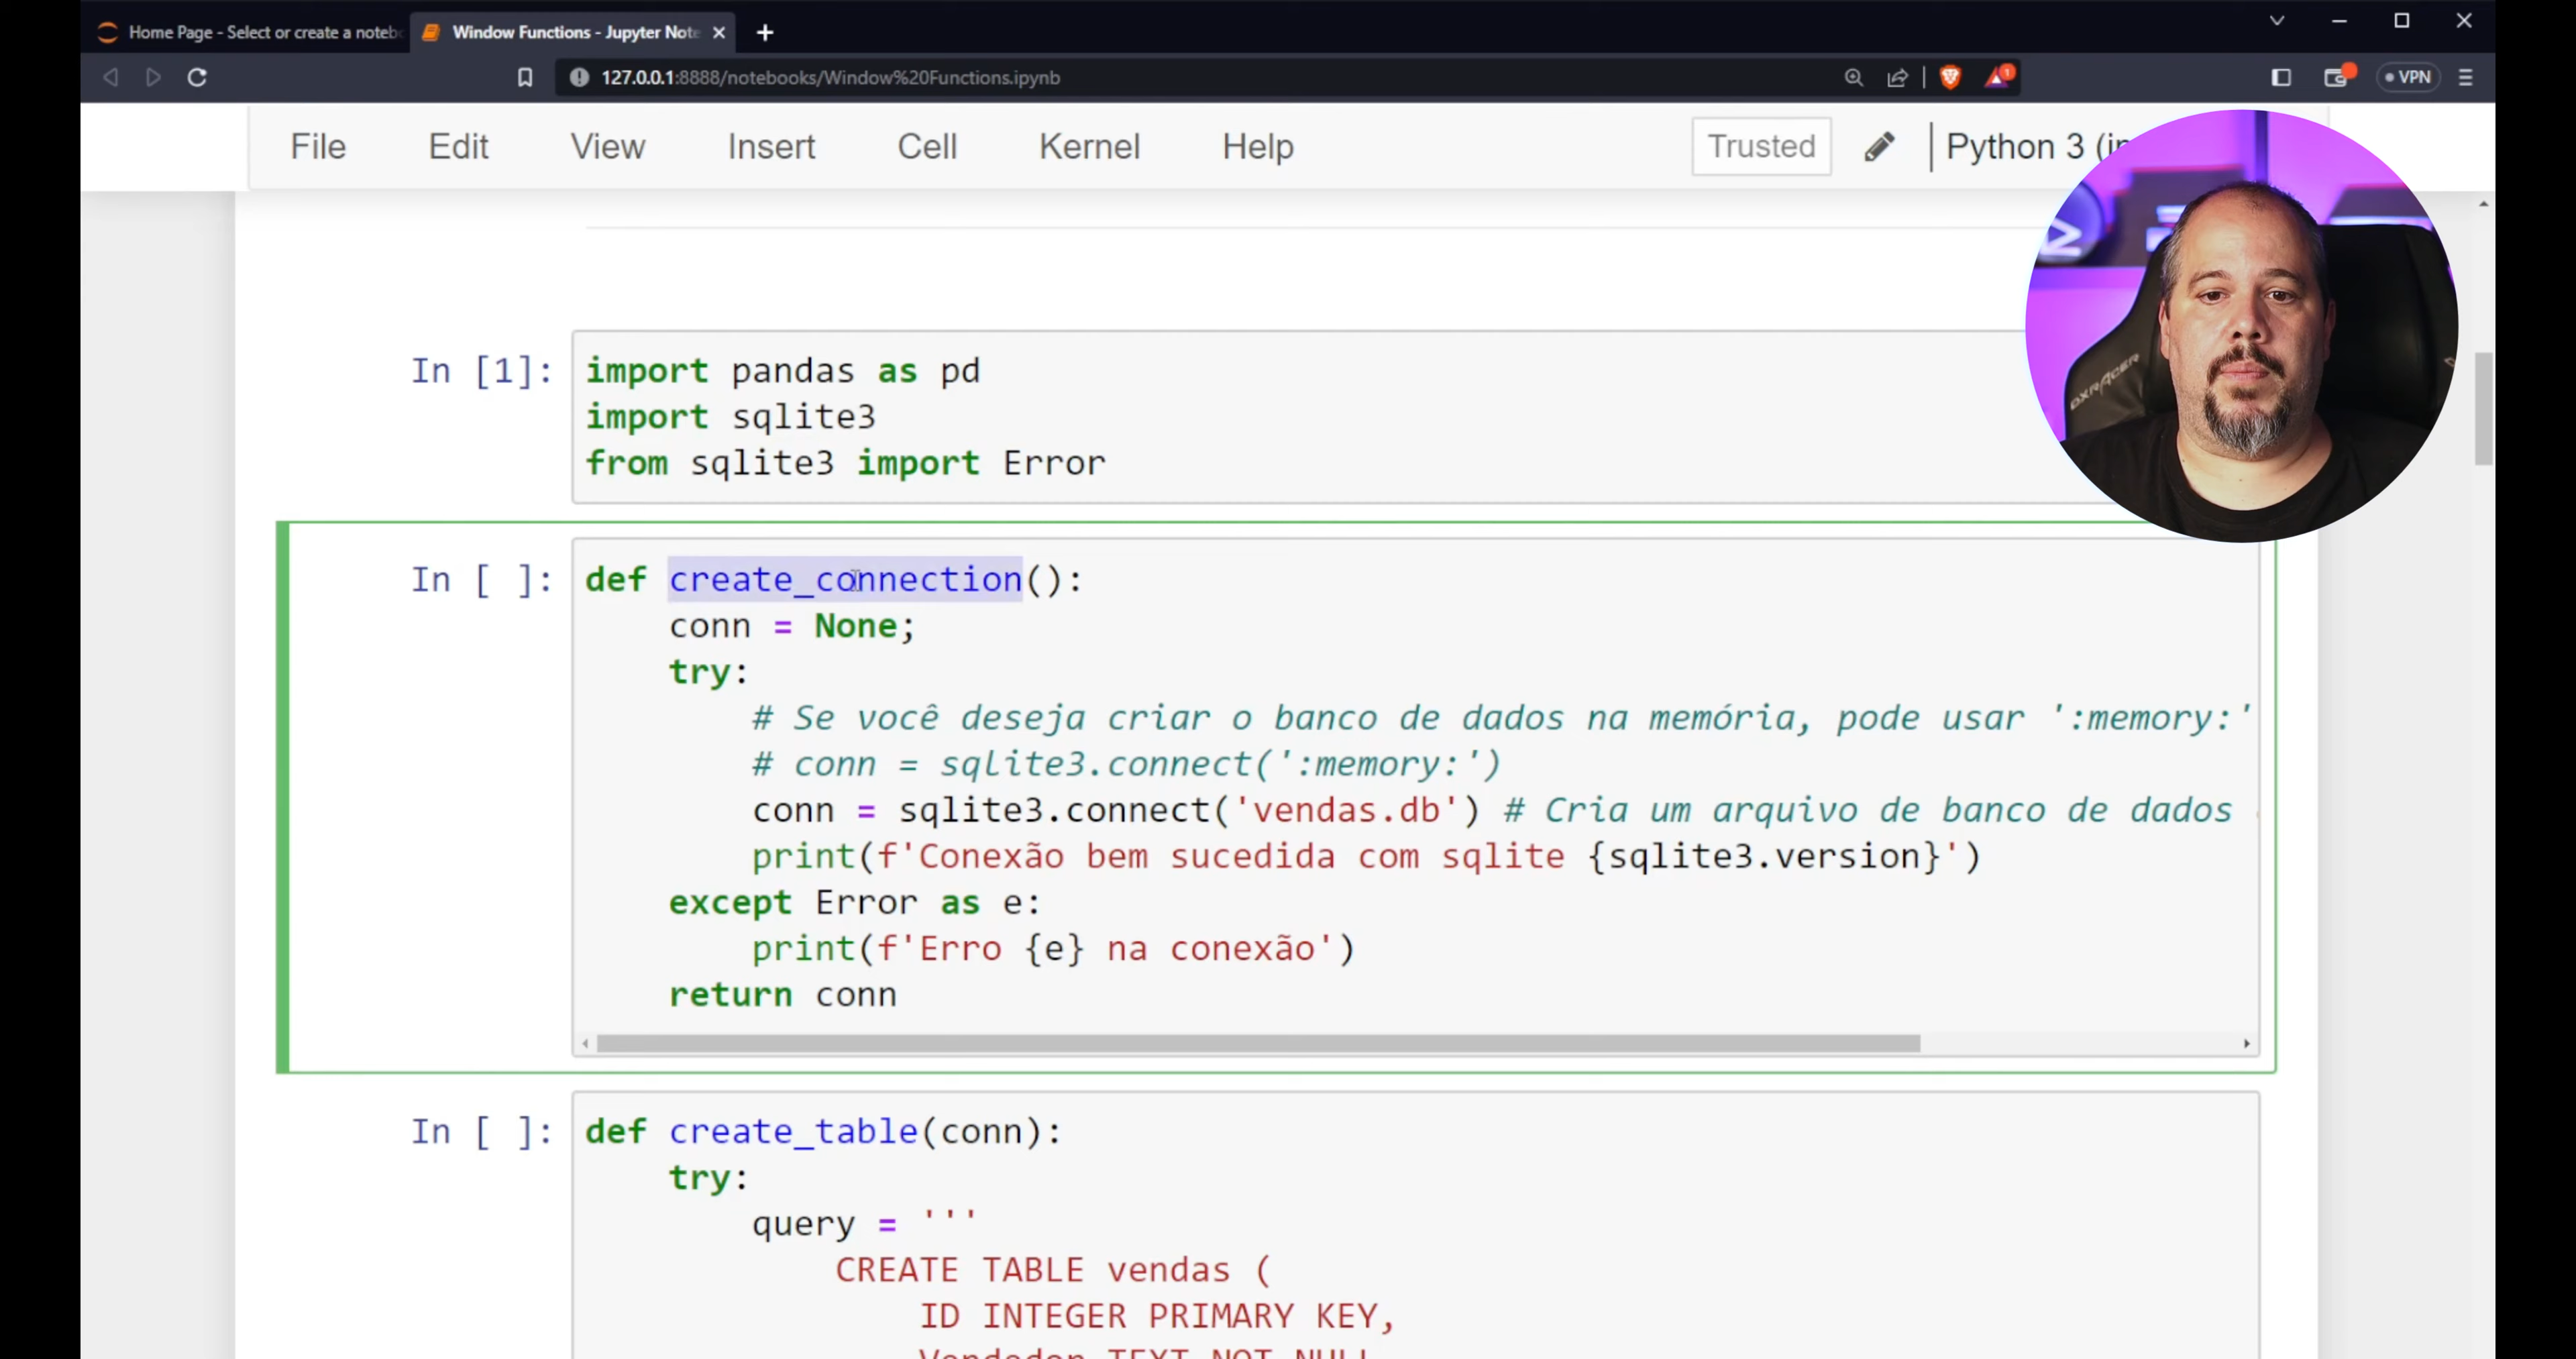 Home Page - Select or create a noteb
Window Functions - Jupyter Note
127.0.0.1:8888/notebooks/Window%20Functions.ipynb
1
VPN
File Edit View Insert Cell Kernel Help Trusted Python 3 (i
DXRACER
In [1]:
import pandas as pd
import sqlite3
from sqlite3 import Error
In [ ]:
def create_connection():
conn = None;
try:
# Se você deseja criar o banco de dados na memória, pode usar ':memory:'
# conn = sqlite3.connect(':memory:')
conn = sqlite3.connect('vendas.db') # Cria um arquivo de banco de dados
print(f'Conexão bem sucedida com sqlite {sqlite3.version}')
except Error as e:
print(f'Erro {e} na conexão')
return conn
In [ ]:
def create_table(conn):
try:
query = '''
CREATE TABLE vendas (
ID INTEGER PRIMARY KEY,